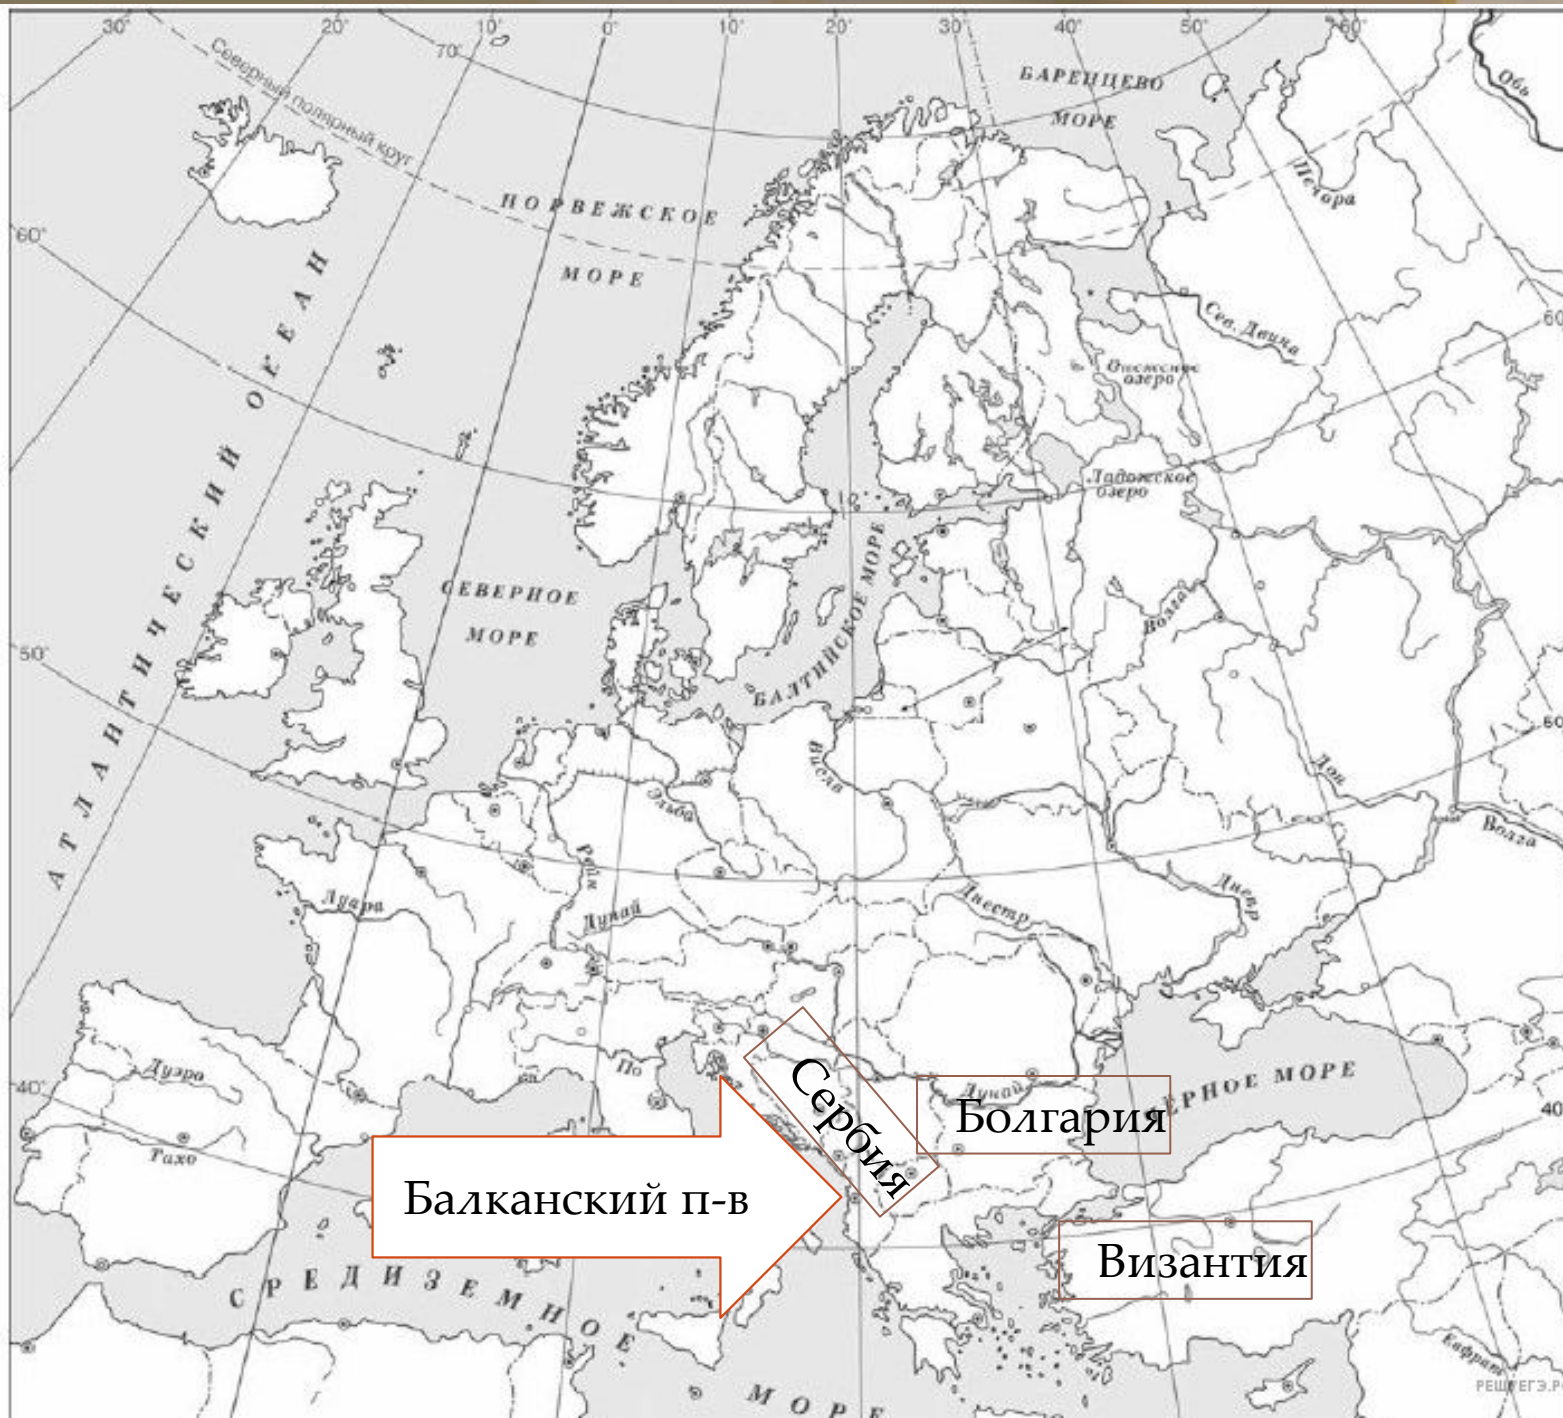 30°
20°
10°
0°
10°
20°
30°
40°
50°
60°
70°
Северный полярный круг
БАРЕНЦЕВО
МОРЕ
Обь
Печора
НОРВЕЖСКОЕ
МОРЕ
60°
АТЛАНТИЧЕСКИЙ ОКЕАН
Сев. Двина
60
Онежское
озеро
Ладожское
озеро
СЕВЕРНОЕ
МОРЕ
БАЛТИЙСКОЕ МОРЕ
Волга
50°
50
Висла
Эльба
Дон
Волга
Рейн
Луара
Дунай
Днестр
Днепр
Дуэро
По
Дунай
ЧЕРНОЕ МОРЕ
40°
40
Тахо
Сербия
Болгария
Балканский п-в
Византия
СРЕДИЗЕМНОЕ
МОРЕ
Евфрат
РЕШУЕГЭ.Р